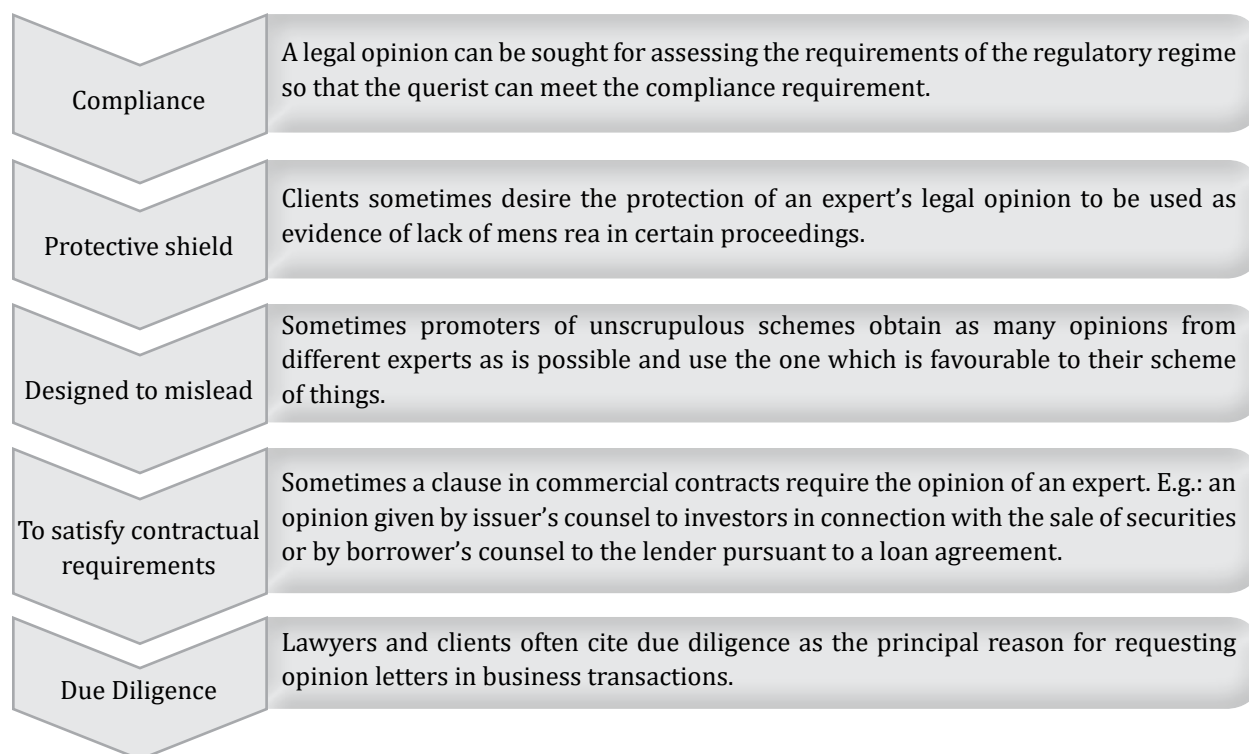 Compliance
A legal opinion can be sought for assessing the requirements of the regulatory regime
so that the querist can meet the compliance requirement.
Protective shield
Clients sometimes desire the protection of an expert’s legal opinion to be used as
evidence of lack of mens rea in certain proceedings.
Designed to mislead
Sometimes promoters of unscrupulous schemes obtain as many opinions from
different experts as is possible and use the one which is favourable to their scheme
of things.
To satisfy contractual
requirements
Sometimes a clause in commercial contracts require the opinion of an expert. E.g.: an
opinion given by issuer’s counsel to investors in connection with the sale of securities
or by borrower’s counsel to the lender pursuant to a loan agreement.
Due Diligence
Lawyers and clients often cite due diligence as the principal reason for requesting
opinion letters in business transactions.